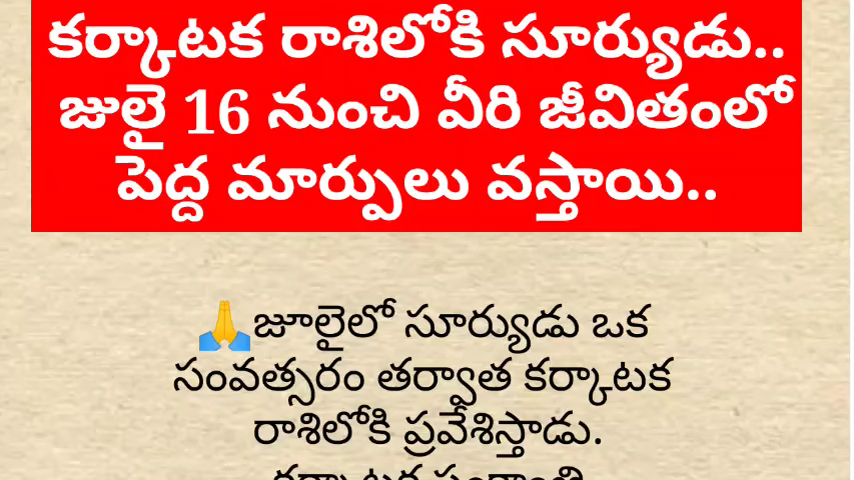 కర్కాటక రాశిలోకి సూర్యుడు..
జులై 16 నుంచి వీరి జీవితంలో
పెద్ద మార్పులు వస్తాయి..
🙏జూలైలో సూర్యుడు ఒక
సంవత్సరం తర్వాత కర్కాటక
రాశిలోకి ప్రవేశిస్తాడు.